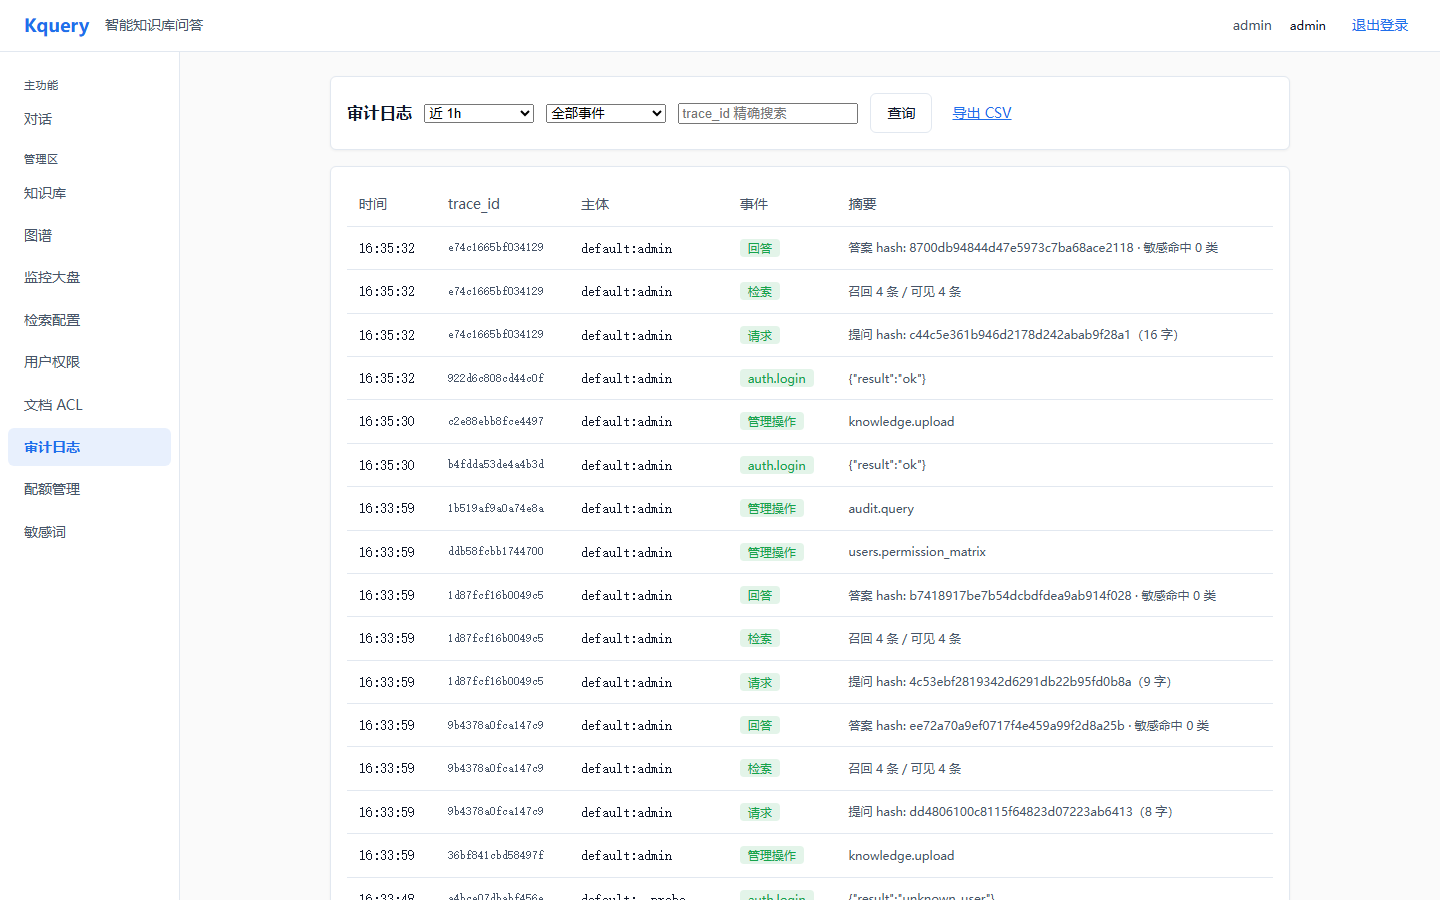 Kquery 智能知识库问答 admin admin 退出登录
主功能
对话
管理区
知识库
图谱
监控大盘
检索配置
用户权限
文档 ACL
审计日志
配额管理
敏感词
审计日志 近 1h 全部事件 trace_id 精确搜索 查询 导出 CSV
时间 trace_id 主体 事件 摘要
16:35:32 e74c1665bf034129 default:admin 回答 答案 hash: 8700db94844d47e5973c7ba68ace2118 · 敏感命中 0 类
16:35:32 e74c1665bf034129 default:admin 检索 召回 4 条 / 可见 4 条
16:35:32 e74c1665bf034129 default:admin 请求 提问 hash: c44c5e361b946d2178d242abab9f28a1（16 字）
16:35:32 922d6c808cd44c0f default:admin auth.login {"result":"ok"}
16:35:30 c2e88ebb8fce4497 default:admin 管理操作 knowledge.upload
16:35:30 b4fdda53de4a4b3d default:admin auth.login {"result":"ok"}
16:33:59 1b519af9a0a74e8a default:admin 管理操作 audit.query
16:33:59 ddb58fcbb1744700 default:admin 管理操作 users.permission_matrix
16:33:59 1d87fcf16b0049c5 default:admin 回答 答案 hash: b7418917be7b54dcbdfdea9ab914f028 · 敏感命中 0 类
16:33:59 1d87fcf16b0049c5 default:admin 检索 召回 4 条 / 可见 4 条
16:33:59 1d87fcf16b0049c5 default:admin 请求 提问 hash: 4c53ebf2819342d6291db22b95fd0b8a（9 字）
16:33:59 9b4378a0fca147c9 default:admin 回答 答案 hash: ee72a70a9ef0717f4e459a99f2d8a25b · 敏感命中 0 类
16:33:59 9b4378a0fca147c9 default:admin 检索 召回 4 条 / 可见 4 条
16:33:59 9b4378a0fca147c9 default:admin 请求 提问 hash: dd4806100c8115f64823d07223ab6413（8 字）
16:33:59 36bf841cbd58497f default:admin 管理操作 knowledge.upload
16:33:48 auth.login {"result":"unknown_user"}